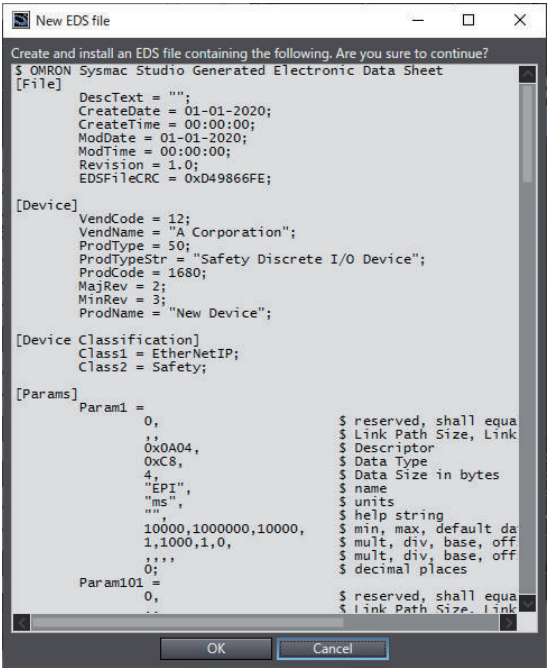 New EDS file
Create and install an EDS file containing the following. Are you sure to continue?
$ OMRON Sysmac Studio Generated Electronic Data Sheet
[File]
DescText = "";
CreateDate = 01-01-2020;
CreateTime = 00:00:00;
ModDate = 01-01-2020;
ModTime = 00:00:00;
Revision = 1.0;
EDSFileCRC = 0xD49866FE;
[Device]
VendCode = 12;
VendName = "A Corporation";
ProdType = 50;
ProdTypeStr = "Safety Discrete I/O Device";
ProdCode = 1680;
MajRev = 2;
MinRev = 3;
ProdName = "New Device";
[Device Classification]
Class1 = EtherNetIP;
Class2 = Safety;
[Params]
Param1 =
0, $ reserved, shall equa
,, $ Link Path Size, Link
0x0A04, $ Descriptor
0xC8, $ Data Type
4, $ Data Size in bytes
"EPI", $ name
"ms", $ units
"", $ help string
10000,1000000,10000, $ min, max, default da
1,1000,1,0, $ mult, div, base, off
,,,, $ mult, div, base, off
0; $ decimal places
Param101 =
0, $ reserved, shall equa
,, $ Link Path Size, Link
OK Cancel